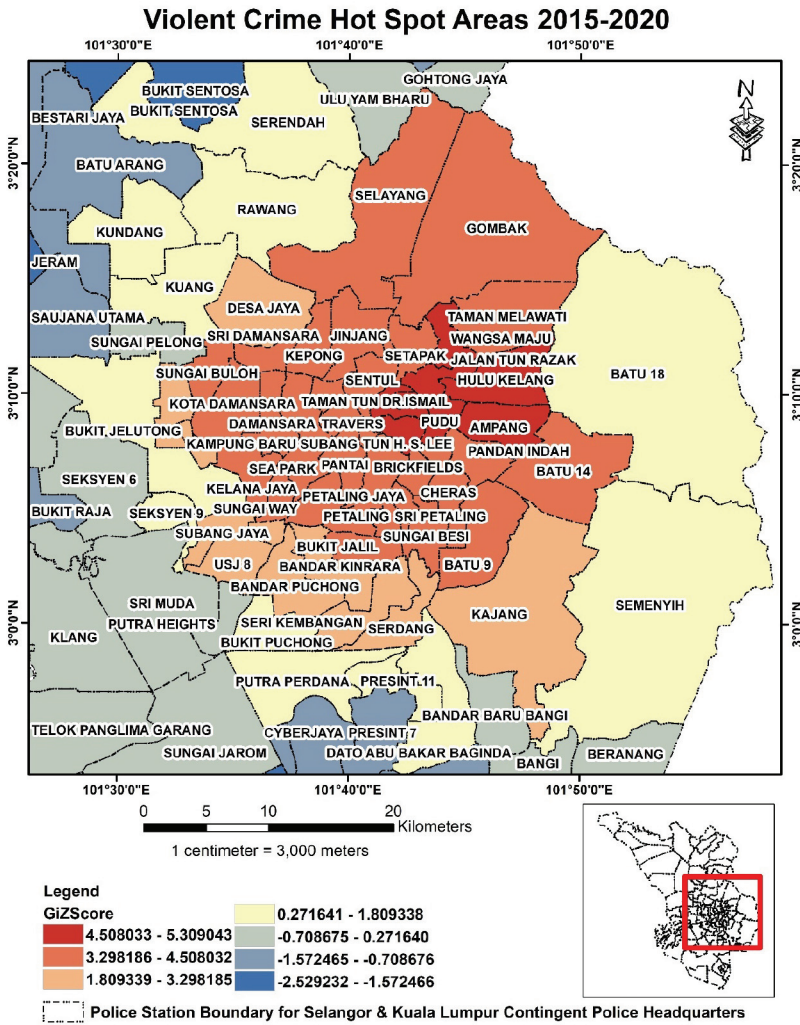 Violent Crime Hot Spot Areas 2015-2020
101°30'0"E 101°40'0"E 101°50'0"E
GOHTONG JAYA
BUKIT SENTOSA
ULU YAM BHARU
BUKIT SENTOSA
BESTARI JAYA
SERENDAH
N
3°20'0"N 3°20'0"N
BATU ARANG
SELAYANG
RAWANG
GOMBAK
KUNDANG
JERAM
KUANG
DESA JAYA
SAUJANA UTAMA
TAMAN MELAWATI
SUNGAI PELONG
SRI DAMANSARA
JINJANG
WANGSA MAJU
KEPONG
SETAPAK
JALAN TUN RAZAK
SUNGAI BULOH
SENTUL
HULU KELANG
BATU 18
3°10'0"N 3°10'0"N
KOTA DAMANSARA
TAMAN TUN DR.ISMAIL
DAMANSARA
TRAVERS
PUDU
AMPANG
BUKIT JELUTONG
KAMPUNG BARU SUBANG
TUN H. S. LEE
PANDAN INDAH
SEA PARK
PANTAI
BRICKFIELDS
BATU 14
SEKSYEN 6
KELANA JAYA
PETALING JAYA
CHERAS
BUKIT RAJA
SEKSYEN 9
SUNGAI WAY
PETALING
SRI PETALING
SUBANG JAYA
SUNGAI BESI
BUKIT JALIL
USJ 8
BANDAR KINRARA
BATU 9
BANDAR PUCHONG
SRI MUDA
SEMENYIH
KAJANG
PUTRA HEIGHTS
SERI KEMBANGAN
SERDANG
3°0'0"N 3°0'0"N
KLANG
BUKIT PUCHONG
PUTRA PERDANA
PRESINT 11
BANDAR BARU BANGI
TELOK PANGLIMA GARANG
CYBERJAYA
PRESINT 7
SUNGAI JAROM
DATO ABU BAKAR BAGINDA
BERANANG
BANGI
101°30'0"E 101°40'0"E 101°50'0"E
0 5 10 20
Kilometers
1 centimeter = 3,000 meters
Legend
GiZScore
4.508033 - 5.309043
3.298186 - 4.508032
1.809339 - 3.298185
0.271641 - 1.809338
-0.708675 - 0.271640
-1.572465 - -0.708676
-2.529232 - -1.572466
Police Station Boundary for Selangor & Kuala Lumpur Contingent Police Headquarters